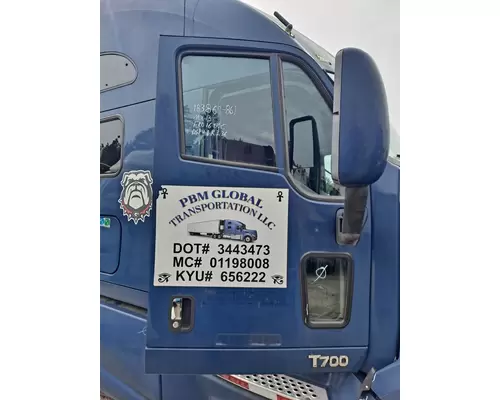 PBM GLOBAL
TRANSPORTATION LLC
DOT# 3443473
MC# 01198008
KYU# 656222
T700